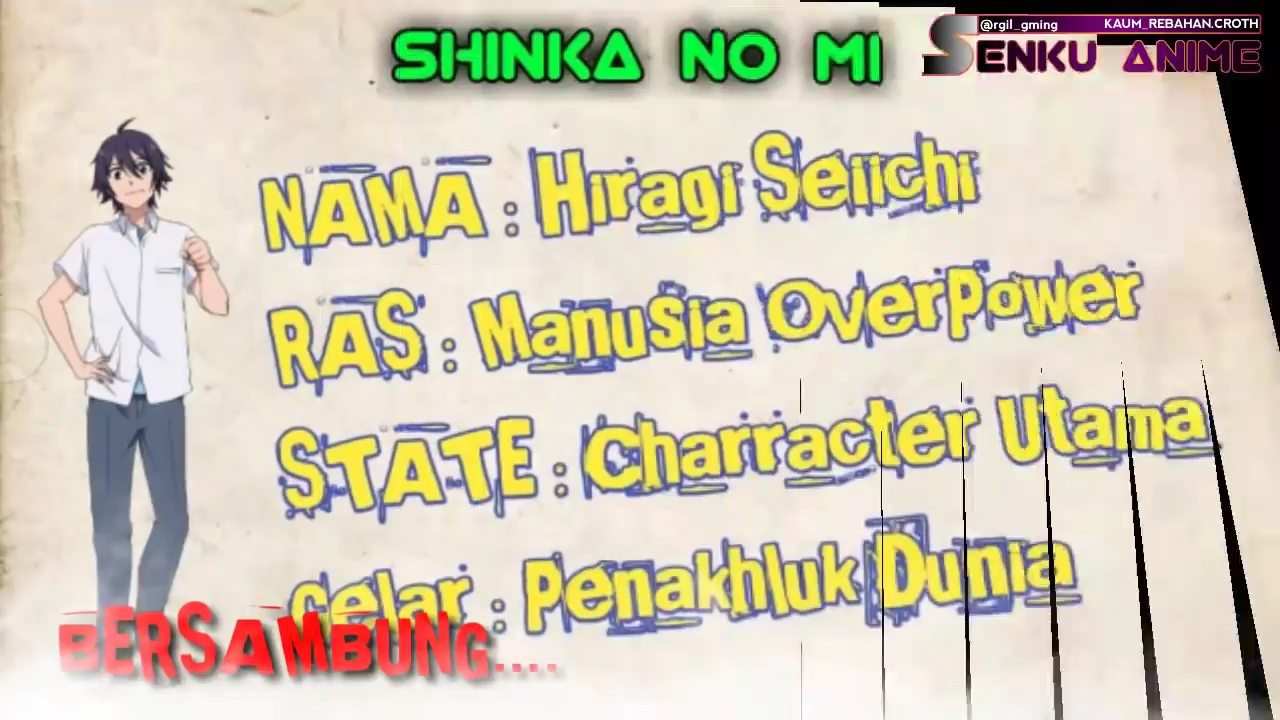 SHINKA NO MI
@rgil_gming KAUM_REBAHAN.CROTH
SENKU ANIME
NAMA : Hiragi Seiichi
RAS : Manusia OverPower
STATE : Charracter Utama
Gelar : Penakhluk Dunia
BERSAMBUNG....